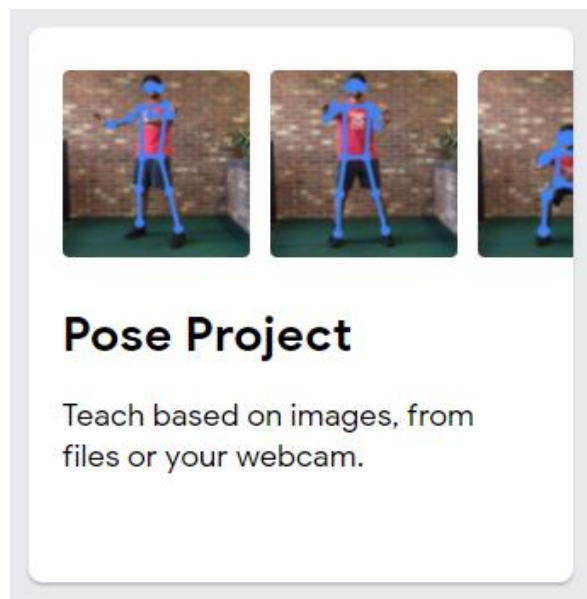 Pose Project
Teach based on images, from
files or your webcam.